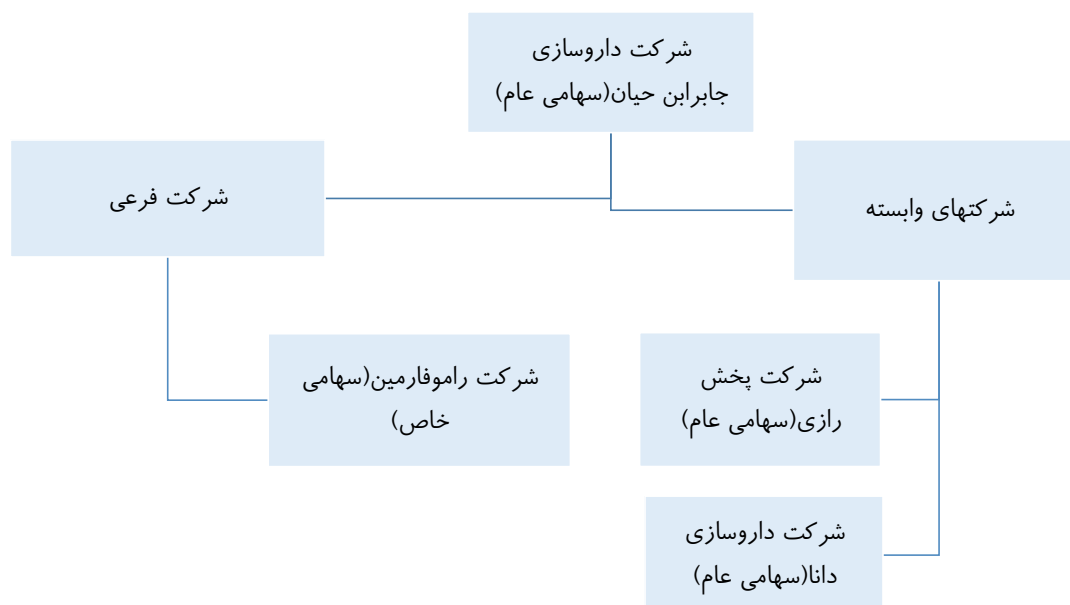 شرکت داروسازی
جابرابن حیان(سهامی عام)
شرکتهای وابسته
شرکت فرعی
شرکت پخش
رازی(سهامی عام)
شرکت داروسازی
دانا(سهامی عام)
شرکت راموفارمین(سهامی
خاص)